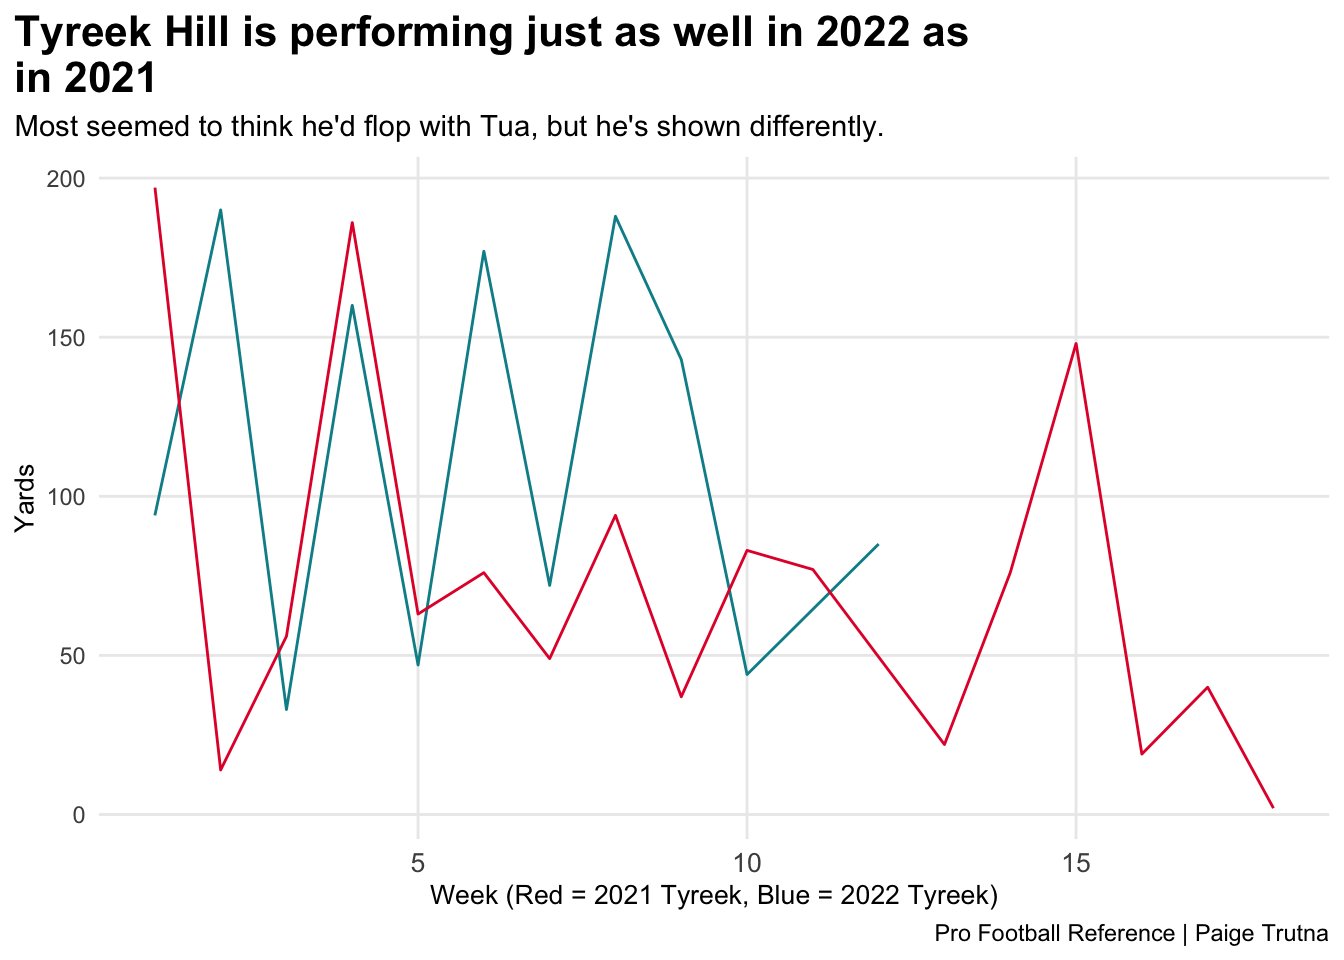 Tyreek Hill is performing just as well in 2022 as
in 2021
Most seemed to think he'd flop with Tua, but he's shown differently.
200
150
100
50
0
Yards
5
10
15
Week (Red = 2021 Tyreek, Blue = 2022 Tyreek)
Pro Football Reference | Paige Trutna